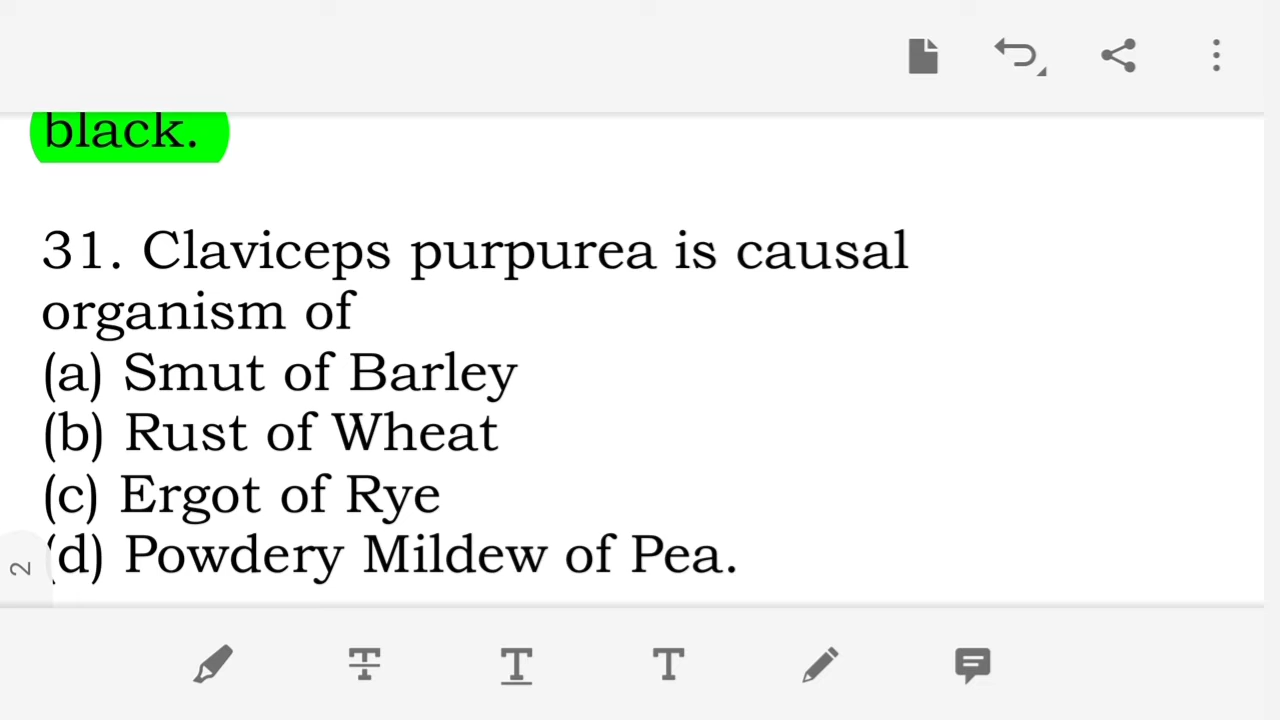 black.
31. Claviceps purpurea is causal
organism of
(a) Smut of Barley
(b) Rust of Wheat
(c) Ergot of Rye
(d) Powdery Mildew of Pea.
2